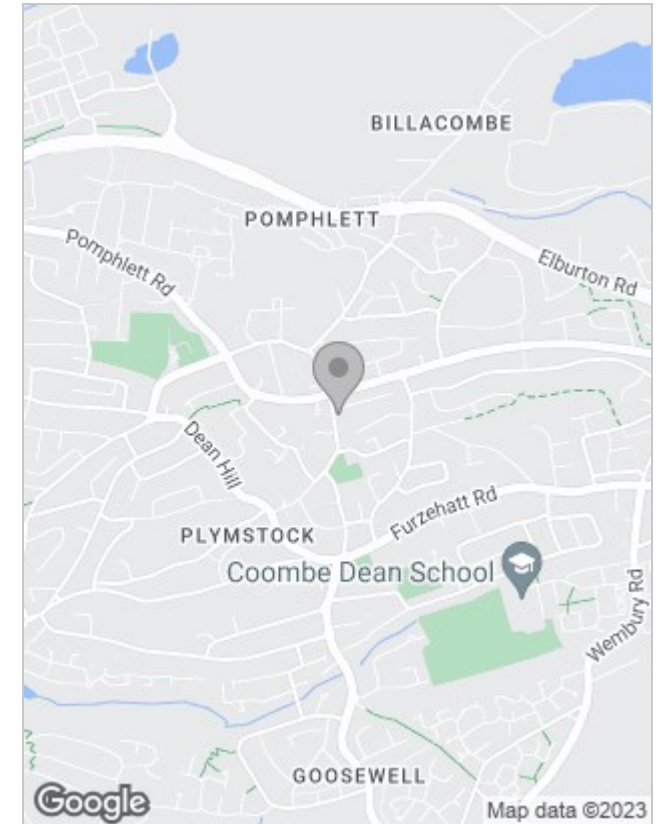 BILLACOMBE
POMPHLETT
Pomphlett Rd
Elburton Rd
Dean Hill
Furzehatt Rd
PLYMSTOCK
Coombe Dean School
Wembury Rd
GOOSEWELL
Google
Map data ©2023